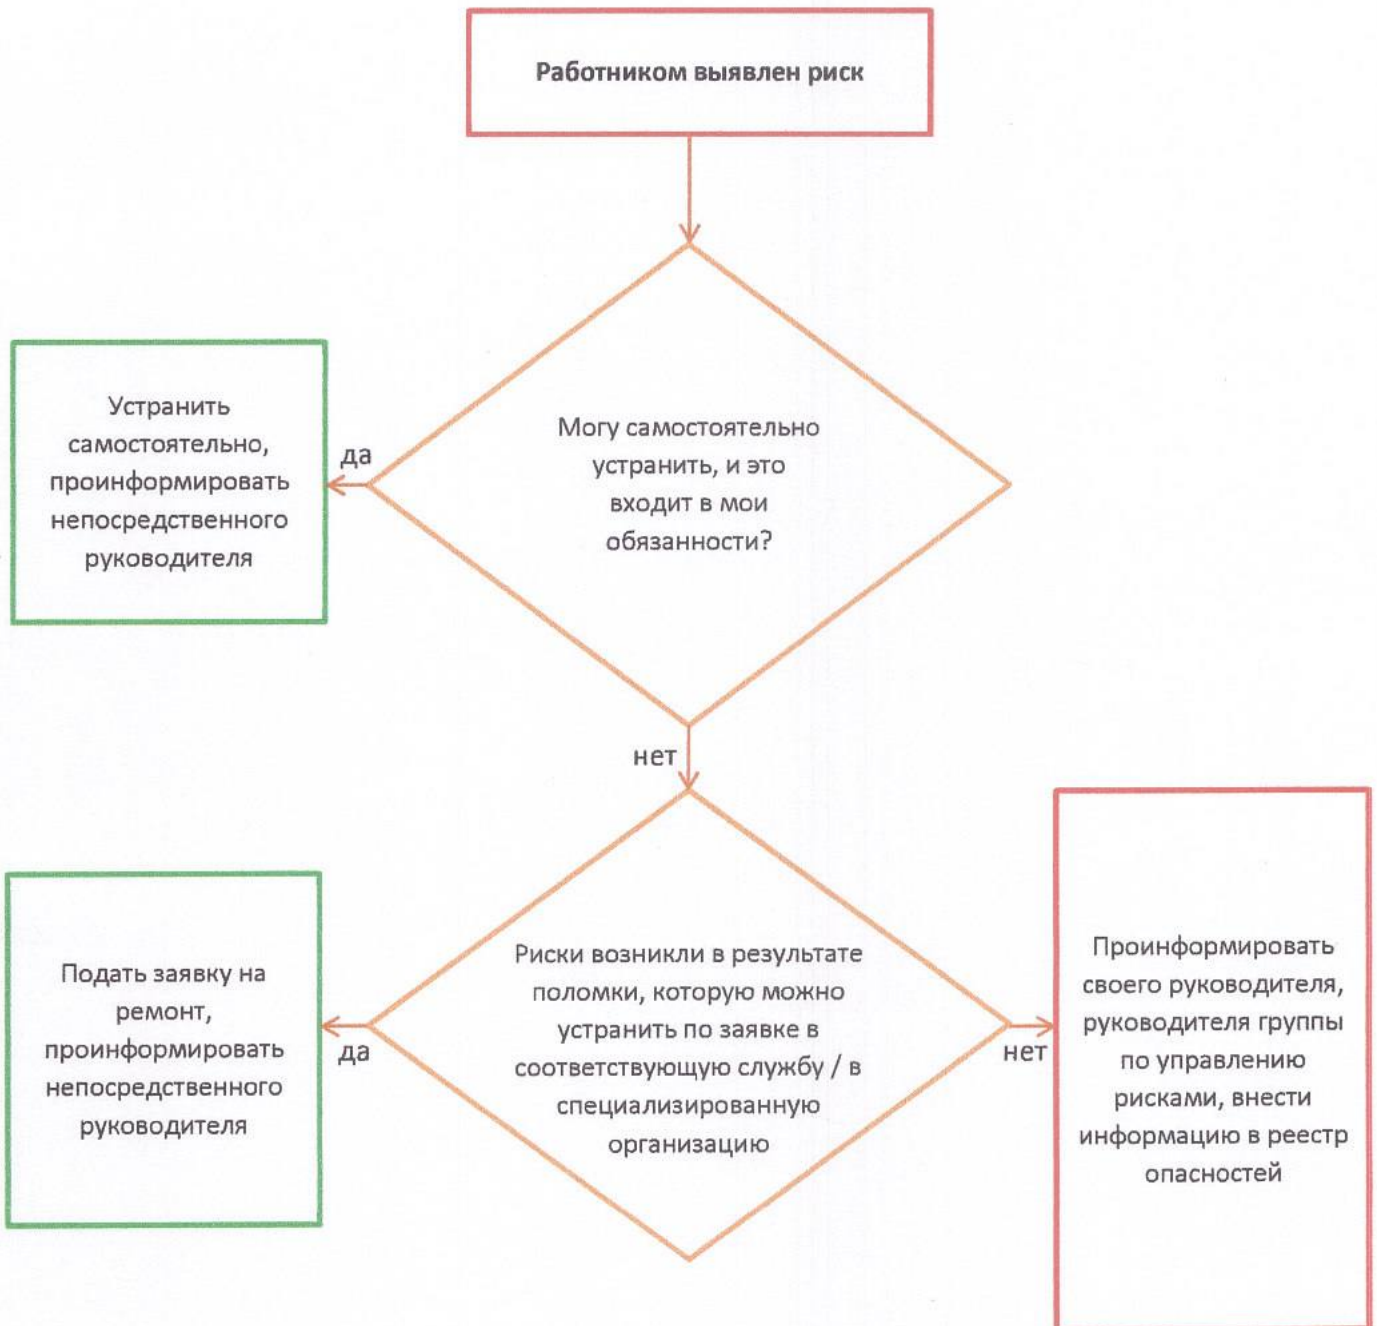 Работником выявлен риск
Устранить
самостоятельно,
проинформировать
непосредственного
руководителя
да
Могу самостоятельно
устранить, и это
входит в мои
обязанности?
нет
Подать заявку на
ремонт,
проинформировать
непосредственного
руководителя
да
Риски возникли в результате
поломки, которую можно
устранить по заявке в
соответствующую службу / в
специализированную
организацию
нет
Проинформировать
своего руководителя,
руководителя группы
по управлению
рисками, внести
информацию в реестр
опасностей